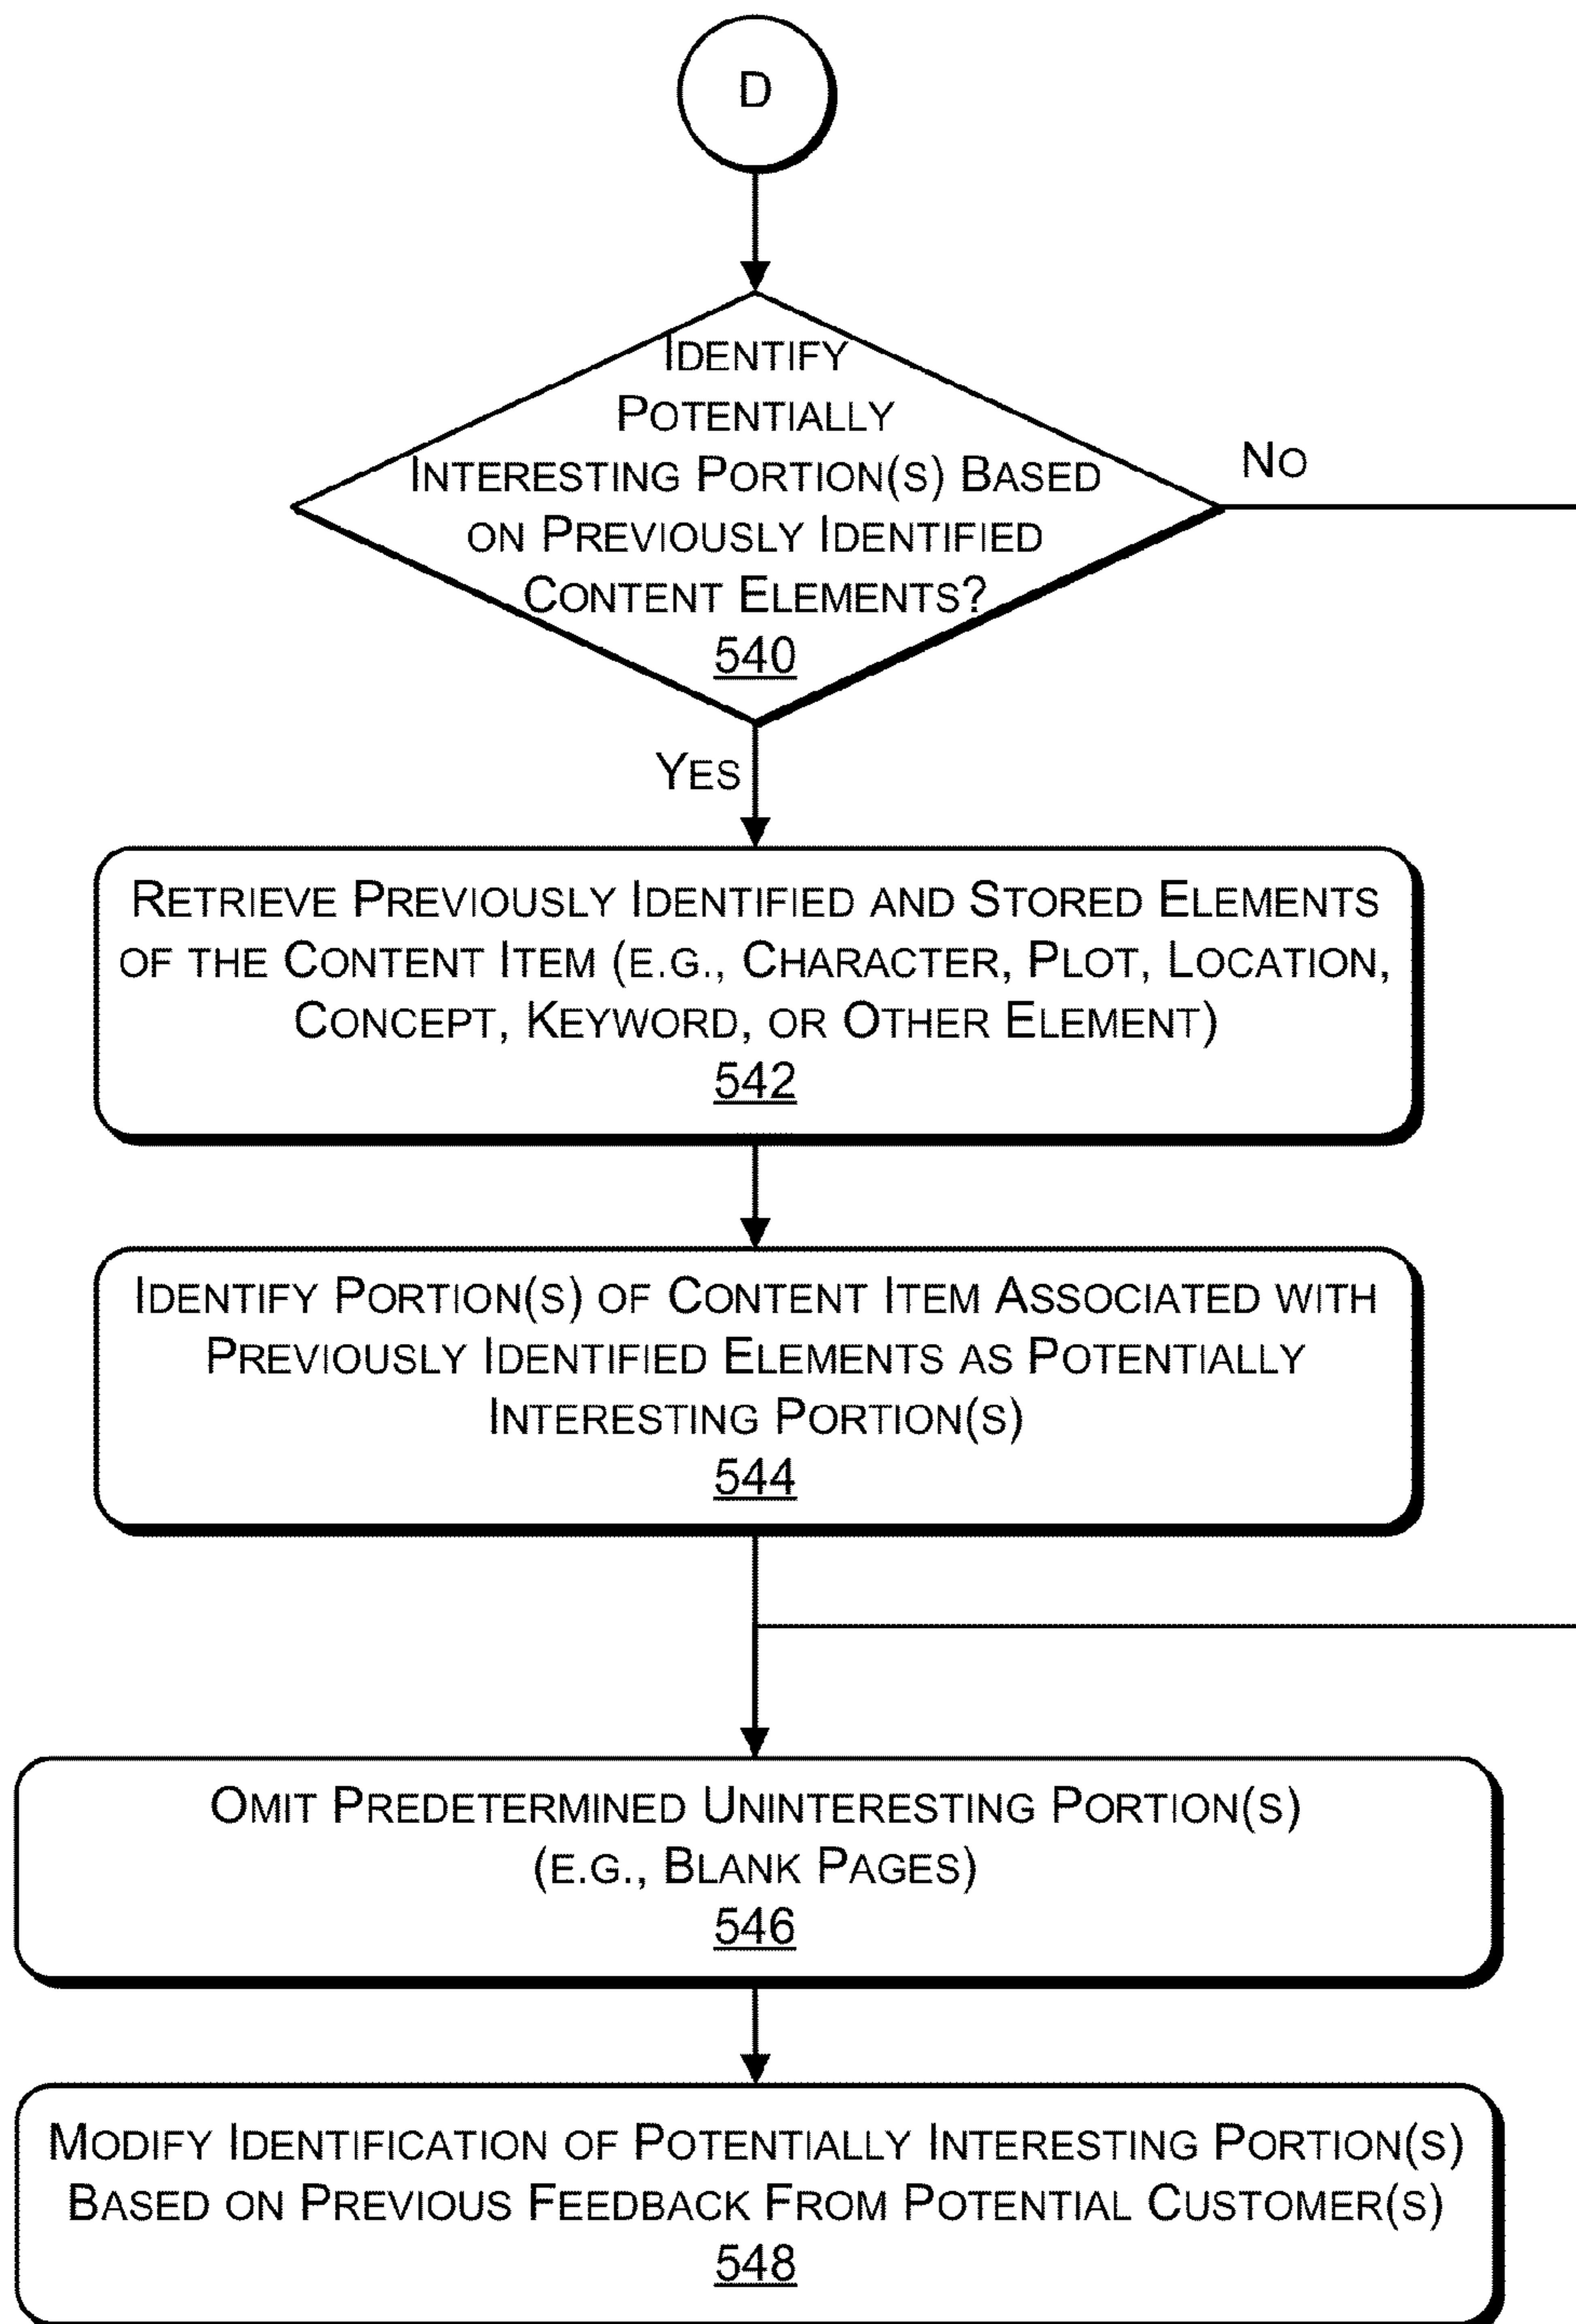 D
IDENTIFY
POTENTIALLY
INTERESTING PORTION(S) BASED
ON PREVIOUSLY IDENTIFIED
CONTENT ELEMENTS?
540
NO
YES
RETRIEVE PREVIOUSLY IDENTIFIED AND STORED ELEMENTS
OF THE CONTENT ITEM (E.G., CHARACTER, PLOT, LOCATION,
CONCEPT, KEYWORD, OR OTHER ELEMENT)
542
IDENTIFY PORTION(S) OF CONTENT ITEM ASSOCIATED WITH
PREVIOUSLY IDENTIFIED ELEMENTS AS POTENTIALLY
INTERESTING PORTION(S)
544
OMIT PREDETERMINED UNINTERESTING PORTION(S)
(E.G., BLANK PAGES)
546
MODIFY IDENTIFICATION OF POTENTIALLY INTERESTING PORTION(S)
BASED ON PREVIOUS FEEDBACK FROM POTENTIAL CUSTOMER(S)
548